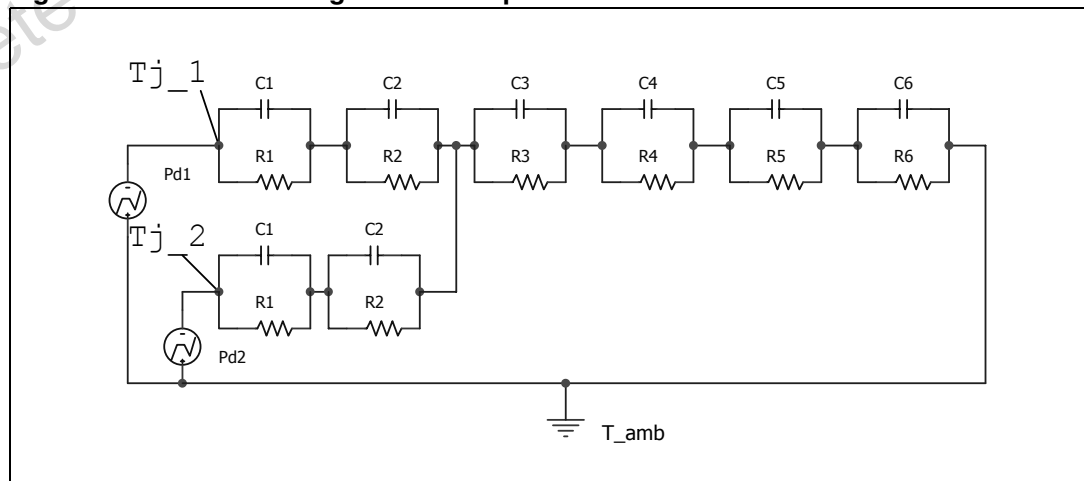 Tj_1
C1 C2 C3 C4 C5 C6
R1 R2 R3 R4 R5 R6
Pd1
-
+
Tj_2
C1 C2
R1 R2
-
+
Pd2
T_amb